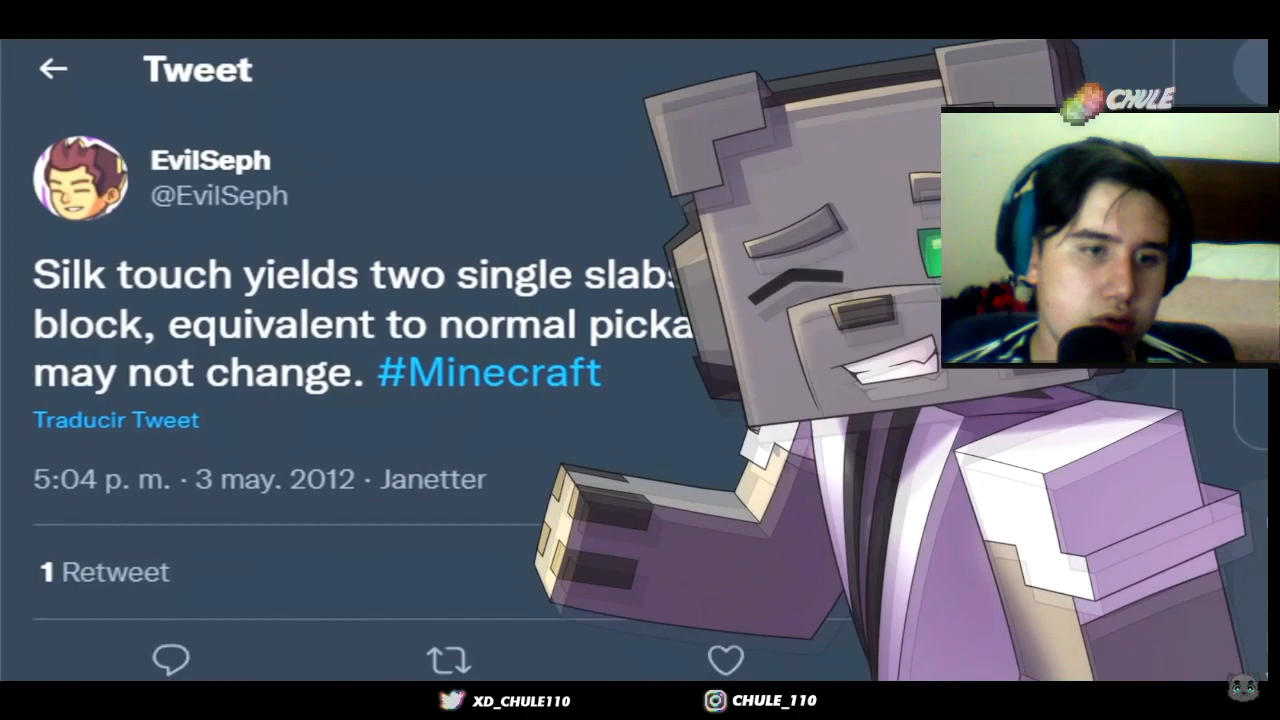 Tweet
CHULE
EvilSeph
@EvilSeph
Silk touch yields two single slabs
block, equivalent to normal picka
may not change. #Minecraft
Traducir Tweet
5:04 p. m. · 3 may. 2012 · Janetter
1 Retweet
XD_CHULE110
CHULE_110